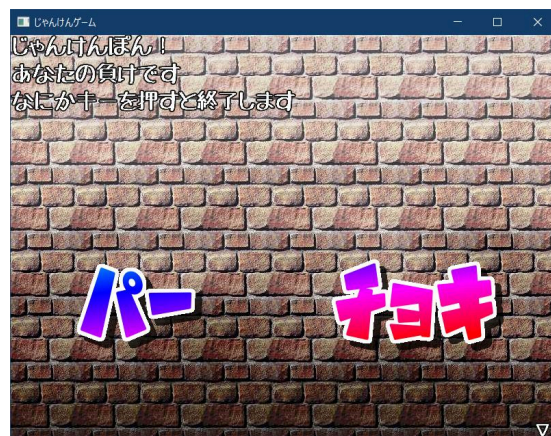 じゃんけんゲーム
じゃんけんぽん！
あなたの負けです
なにかキーを押すと終了します
パー チョキ